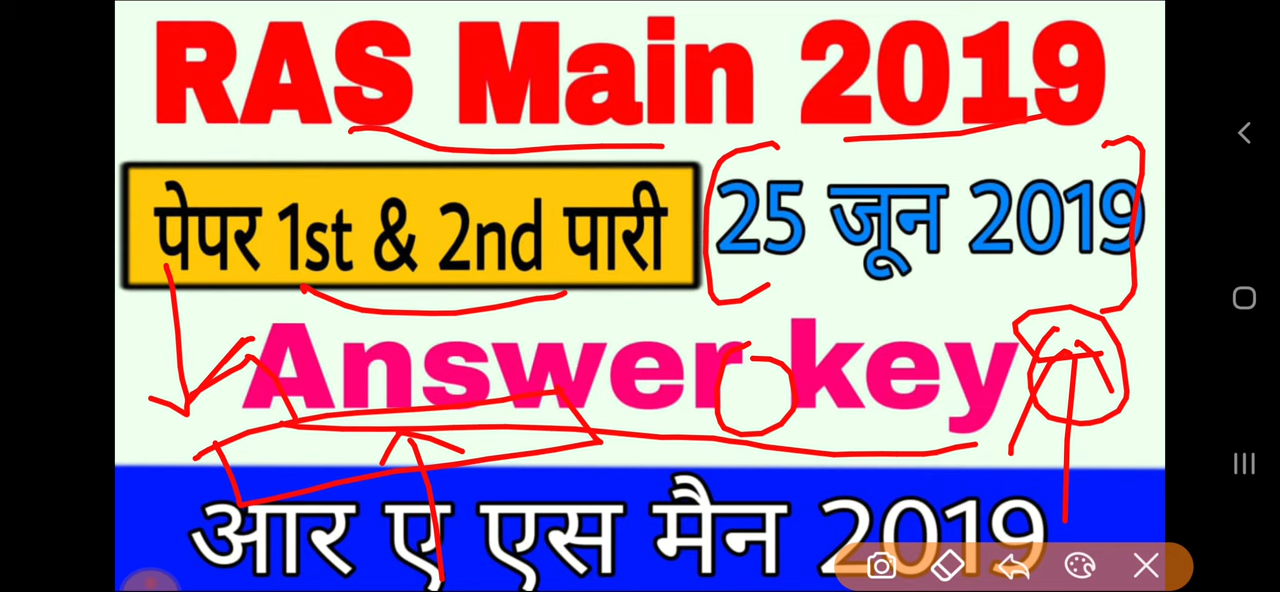 RAS Main 2019
पेपर 1st & 2nd पारी
25 जून 2019
Answer key
आर ए एस मैन 2019